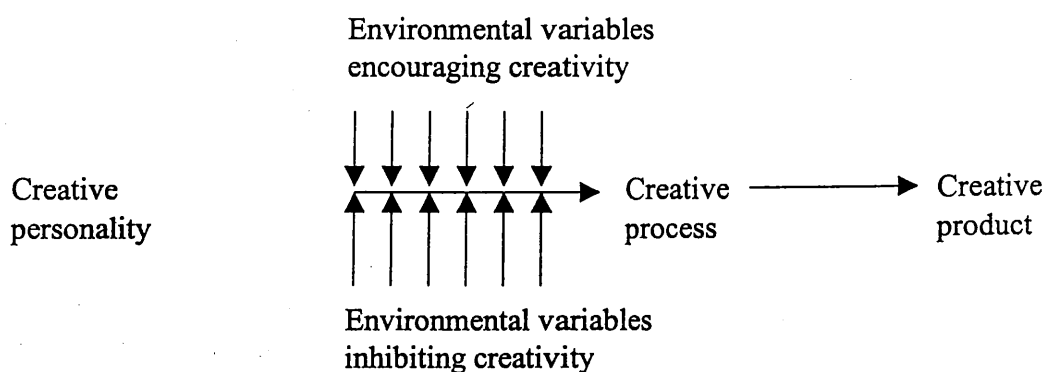 Environmental variables
encouraging creativity
Creative
personality
Creative
process
Creative
product
Environmental variables
inhibiting creativity